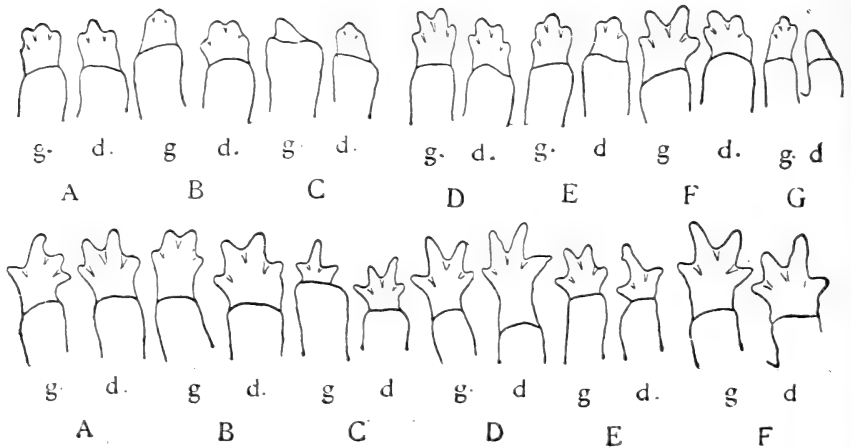 g. d. g d. g. d. g. d. g. d g d. g. d
A B C D E F G
g. d. g d. g d g. d g d. g d
A B C D E F